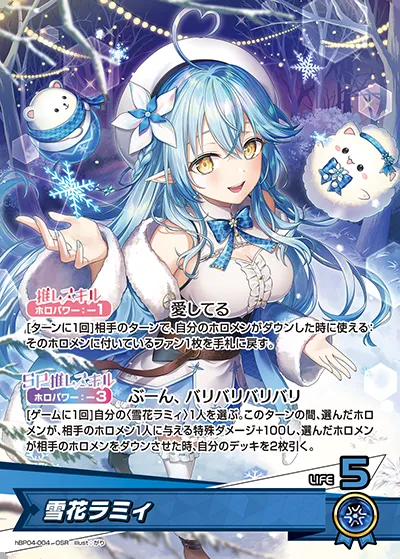 推しスキル
ホロパワー:-1
愛してる
[ターンに1回]相手のターンで、自分のホロメンがダウンした時に使える:
そのホロメンに付いているファン1枚を手札に戻す。
SP推しスキル
ホロパワー:-3
ぶーん、バリバリバリバリ
[ゲームに1回]自分の〈雪花ラミィ〉1人を選ぶ。このターンの間、選んだホロ
メンが、相手のホロメン1人に与える特殊ダメージ+100し、選んだホロメン
が相手のホロメンをダウンさせた時、自分のデッキを2枚引く。
LIFE 5
雪花ラミィ
hBP04-004 OSR illust:がり